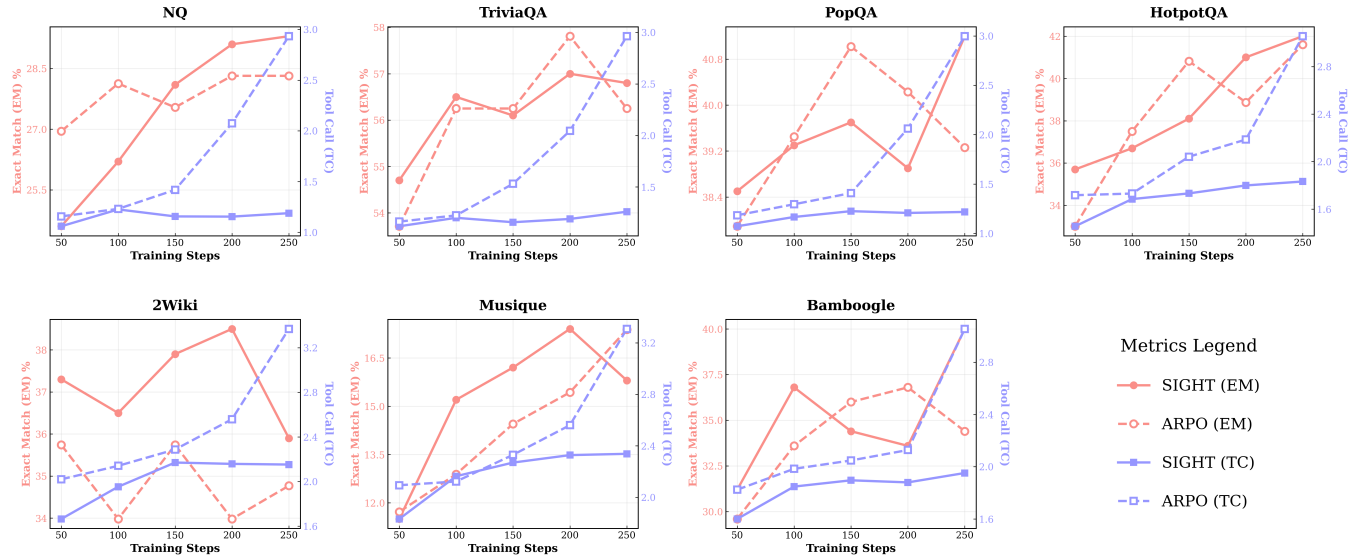 NQ
Exact Match (EM) %
28.5
27.0
25.5
3.0
2.5
2.0
1.5
1.0
Tool Call (TC)
50 100 150 200 250
Training Steps
TriviaQA
Exact Match (EM) %
58
57
56
55
54
3.0
2.5
2.0
1.5
Tool Call (TC)
50 100 150 200 250
Training Steps
PopQA
Exact Match (EM) %
40.8
40.0
39.2
38.4
3.0
2.5
2.0
1.5
1.0
Tool Call (TC)
50 100 150 200 250
Training Steps
HotpotQA
Exact Match (EM) %
42
40
38
36
34
2.8
2.4
2.0
1.6
Tool Call (TC)
50 100 150 200 250
Training Steps
2Wiki
Exact Match (EM) %
38
37
36
35
34
3.2
2.8
2.4
2.0
1.6
Tool Call (TC)
50 100 150 200 250
Training Steps
Musique
Exact Match (EM) %
16.5
15.0
13.5
12.0
3.2
2.8
2.4
2.0
Tool Call (TC)
50 100 150 200 250
Training Steps
Bamboogle
Exact Match (EM) %
40.0
37.5
35.0
32.5
30.0
2.8
2.4
2.0
1.6
Tool Call (TC)
50 100 150 200 250
Training Steps
Metrics Legend
SIGHT (EM)
ARPO (EM)
SIGHT (TC)
ARPO (TC)